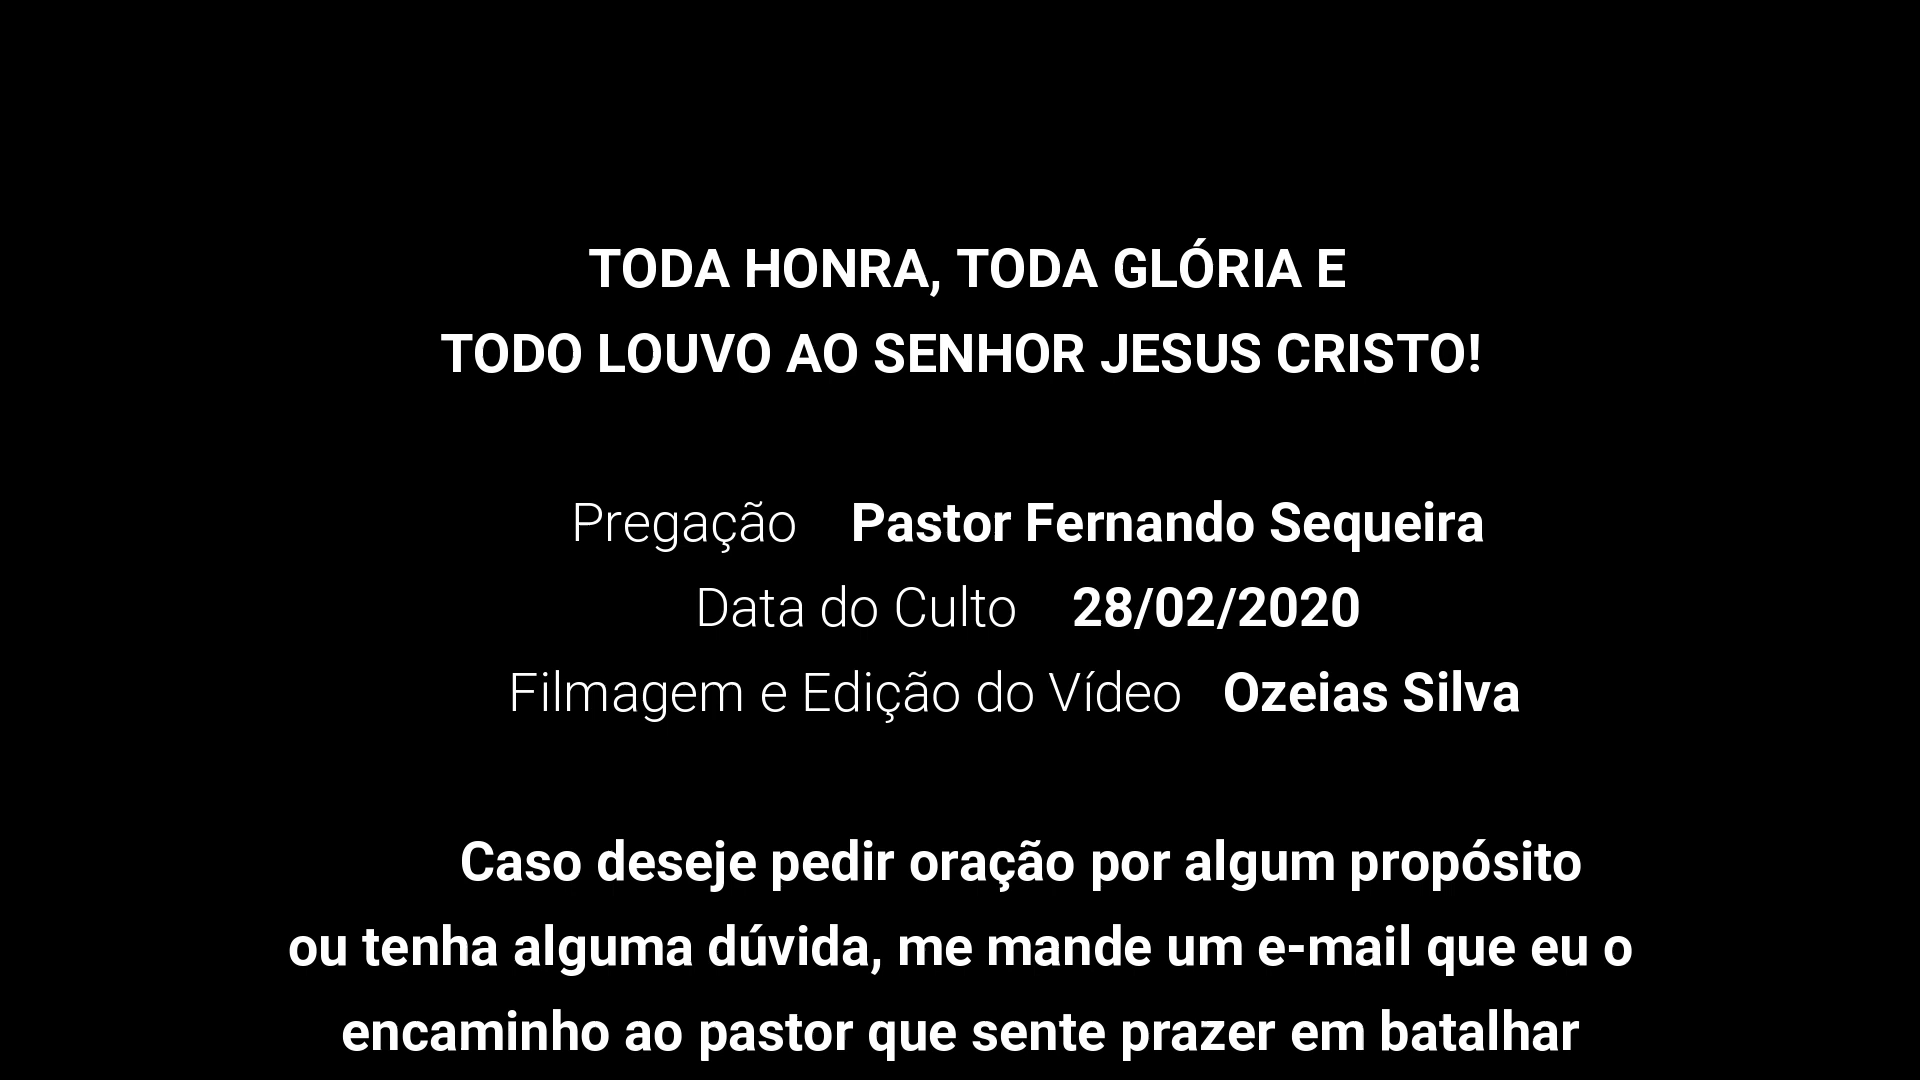 TODA HONRA, TODA GLÓRIA E
TODO LOUVO AO SENHOR JESUS CRISTO!
Pregação Pastor Fernando Sequeira
Data do Culto 28/02/2020
Filmagem e Edição do Vídeo Ozeias Silva
Caso deseje pedir oração por algum propósito
ou tenha alguma dúvida, me mande um e-mail que eu o
encaminho ao pastor que sente prazer em batalhar